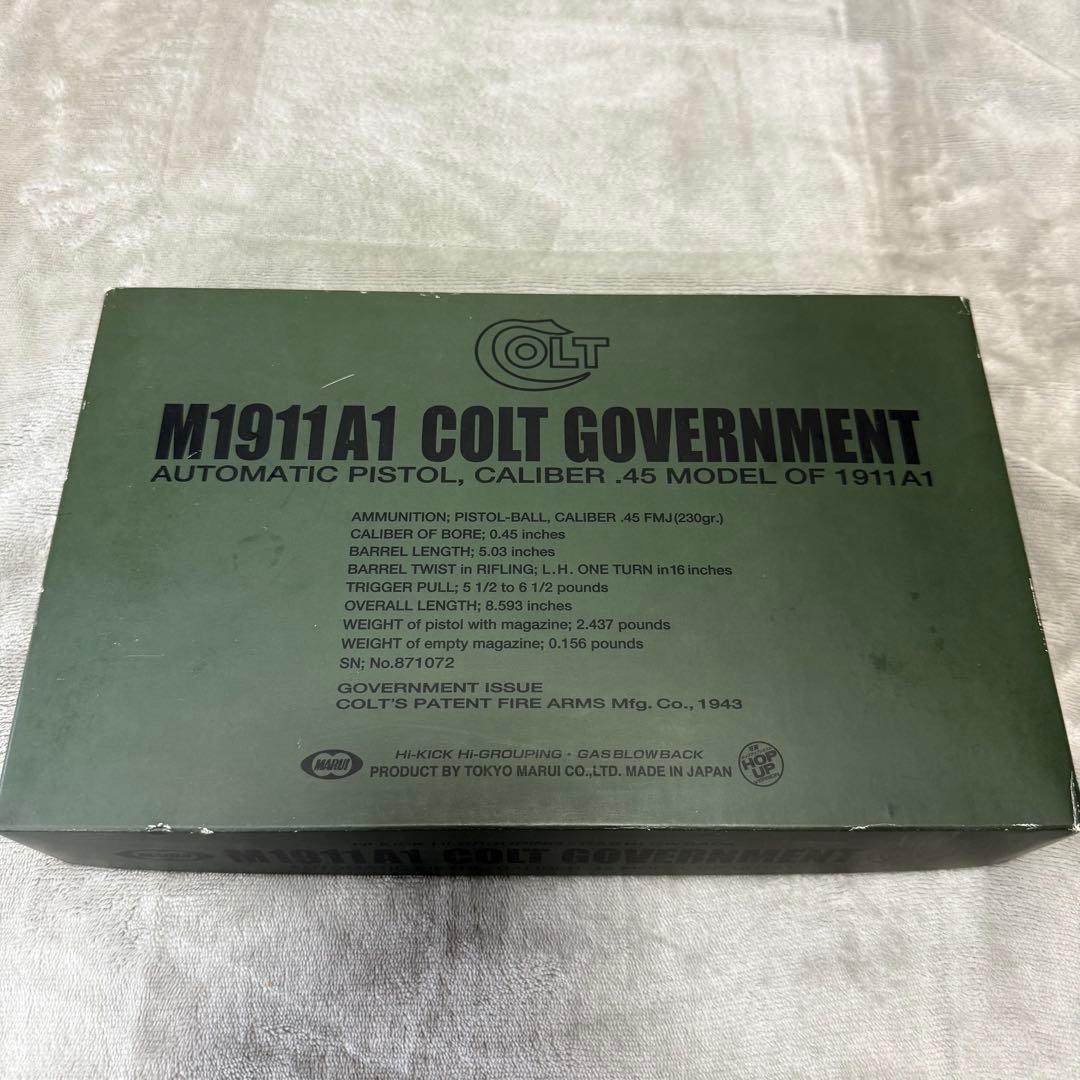 COLT
M1911A1 COLT GOVERNMENT
AUTOMATIC PISTOL, CALIBER .45 MODEL OF 1911A1
AMMUNITION; PISTOL-BALL, CALIBER .45 FMJ(230gr.)
CALIBER OF BORE; 0.45 inches
BARREL LENGTH; 5.03 inches
BARREL TWIST in RIFLING; L.H. ONE TURN in16 inches
TRIGGER PULL; 5 1/2 to 6 1/2 pounds
OVERALL LENGTH; 8.593 inches
WEIGHT of pistol with magazine; 2.437 pounds
WEIGHT of empty magazine; 0.156 pounds
SN; No.871072
GOVERNMENT ISSUE
COLT'S PATENT FIRE ARMS Mfg. Co., 1943
Hi-KICK Hi-GROUPING・GAS BLOWBACK
MARUI
PRODUCT BY TOKYO MARUI CO.,LTD. MADE IN JAPAN
HOP
UP
VERSION
M1911A1 COLT GOVERNMENT